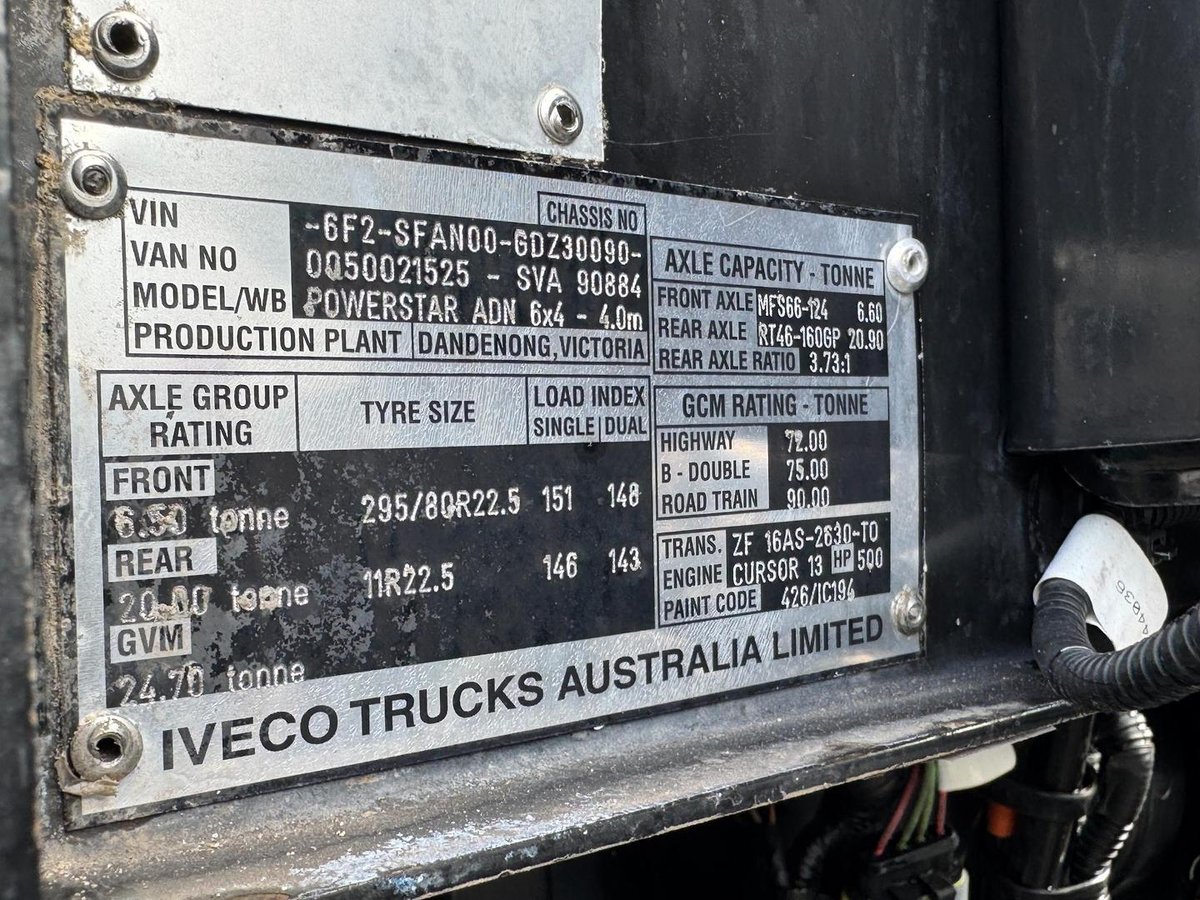 VIN
CHASSIS NO
-6F2-SFAN00-GDZ30090-
VAN NO
0Q50021525 - SVA 90884
MODEL/WB
POWERSTAR ADN 6x4 - 4.0m
PRODUCTION PLANT DANDENONG, VICTORIA
AXLE CAPACITY - TONNE
FRONT AXLE MFS66-124 6.60
REAR AXLE RT46-160GP 20.90
REAR AXLE RATIO 3.73:1
AXLE GROUP
RATING
TYRE SIZE
LOAD INDEX
SINGLE DUAL
FRONT
6.50 tonne 295/80R22.5 151 148
REAR
tonne 11R22.5 146 143
GVM
24.70 tonne
GCM RATING - TONNE
HIGHWAY 72.00
B - DOUBLE 75.00
ROAD TRAIN 90.00
TRANS. ZF 16AS-2630-TO
ENGINE CURSOR 13 HP 500
PAINT CODE 426/IC194
IVECO TRUCKS AUSTRALIA LIMITED